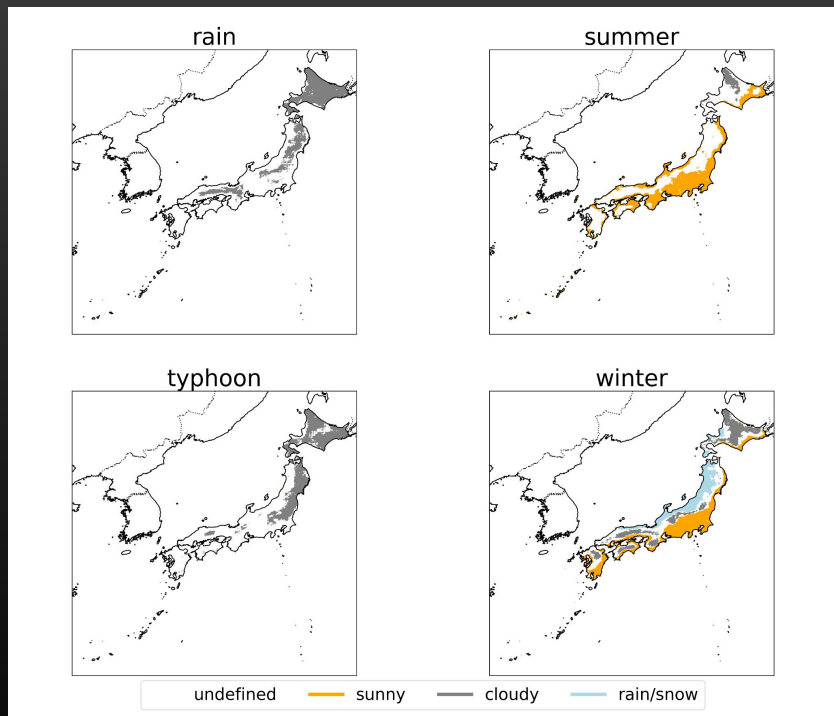 rain
summer
typhoon
winter
undefined sunny cloudy rain/snow